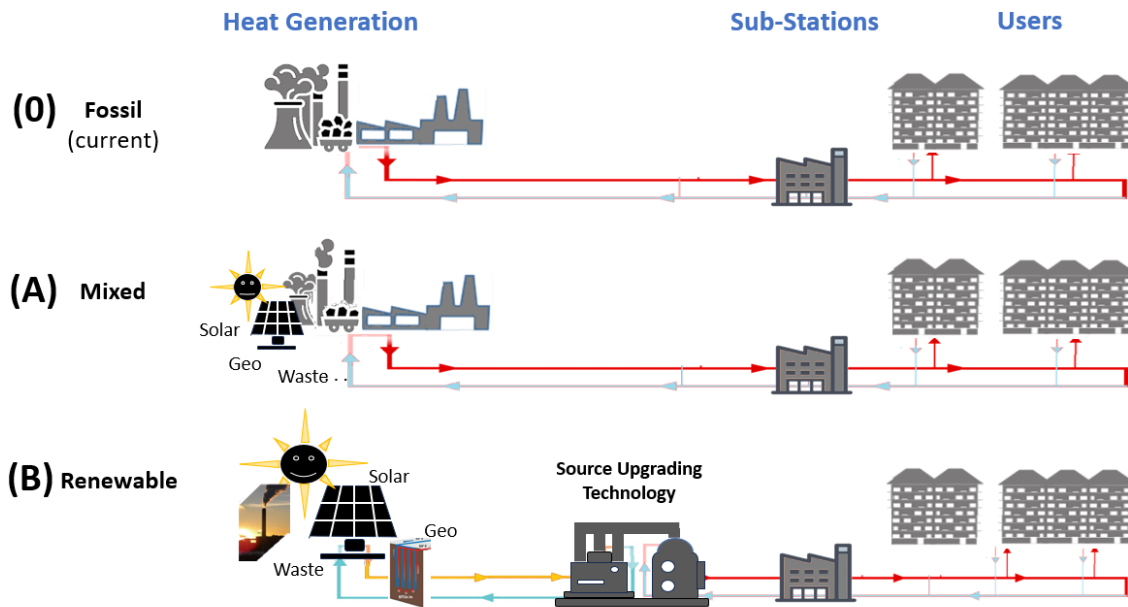 Heat Generation
Sub-Stations
Users
(0)
Fossil
(current)
(A)
Mixed
Solar
Geo
Waste . .
(B)
Renewable
Solar
Geo
Waste
Source Upgrading
Technology